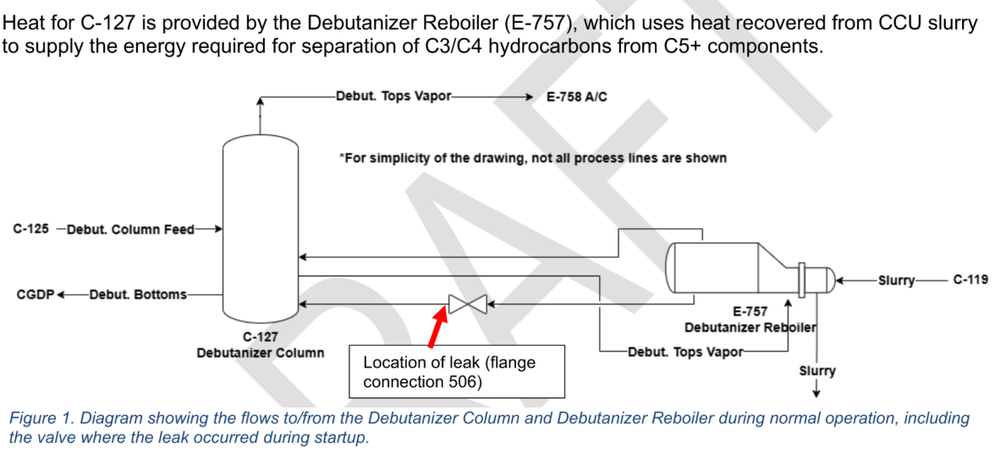 Heat for C-127 is provided by the Debutanizer Reboiler (E-757), which uses heat recovered from CCU slurry
to supply the energy required for separation of C3/C4 hydrocarbons from C5+ components.
Debut. Tops Vapor
E-758 A/C
*For simplicity of the drawing, not all process lines are shown
C-125
Debut. Column Feed
Slurry
C-119
CGDP
Debut. Bottoms
E-757
Debutanizer Reboiler
C-127
Debutanizer Column
Debut. Tops Vapor
Location of leak (flange
connection 506)
Slurry
Figure 1. Diagram showing the flows to/from the Debutanizer Column and Debutanizer Reboiler during normal operation, including
the valve where the leak occurred during startup.
RAFT